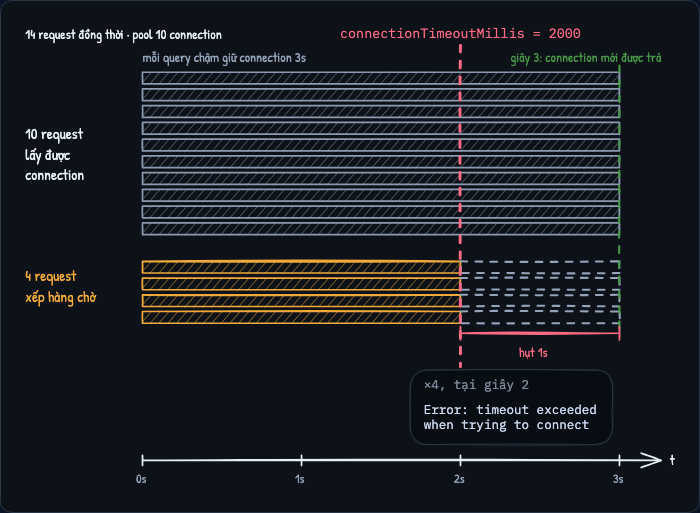 14 request đồng thời · pool 10 connection
connectionTimeoutMillis = 2000
mỗi query chậm giữ connection 3s
giây 3: connection mới được trả
10 request
lấy được
connection
4 request
xếp hàng chờ
hụt 1s
×4, tại giây 2
Error: timeout exceeded
when trying to connect
t
0s
1s
2s
3s